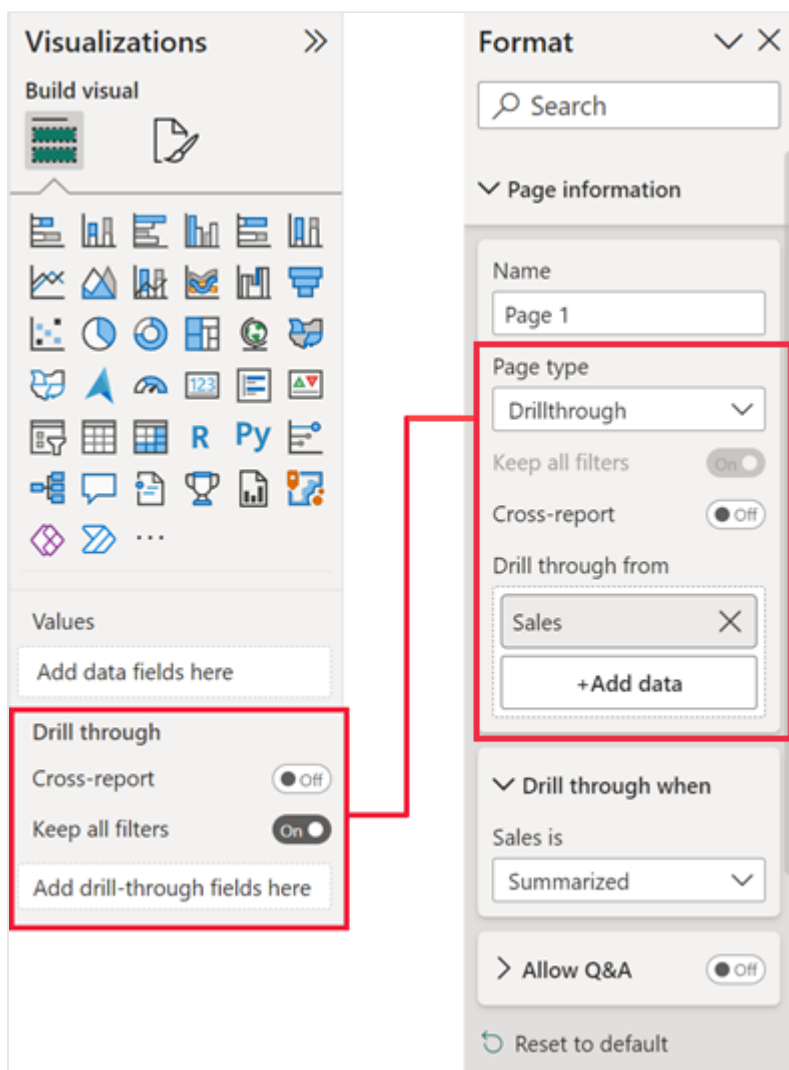 Visualizations
Build visual
123
R
Py
Values
Add data fields here
Drill through
Cross-report
Off
Keep all filters
On
Add drill-through fields here
Format
Search
Page information
Name
Page 1
Page type
Drillthrough
Keep all filters
On
Cross-report
Off
Drill through from
Sales
+Add data
Drill through when
Sales is
Summarized
Allow Q&A
Off
Reset to default